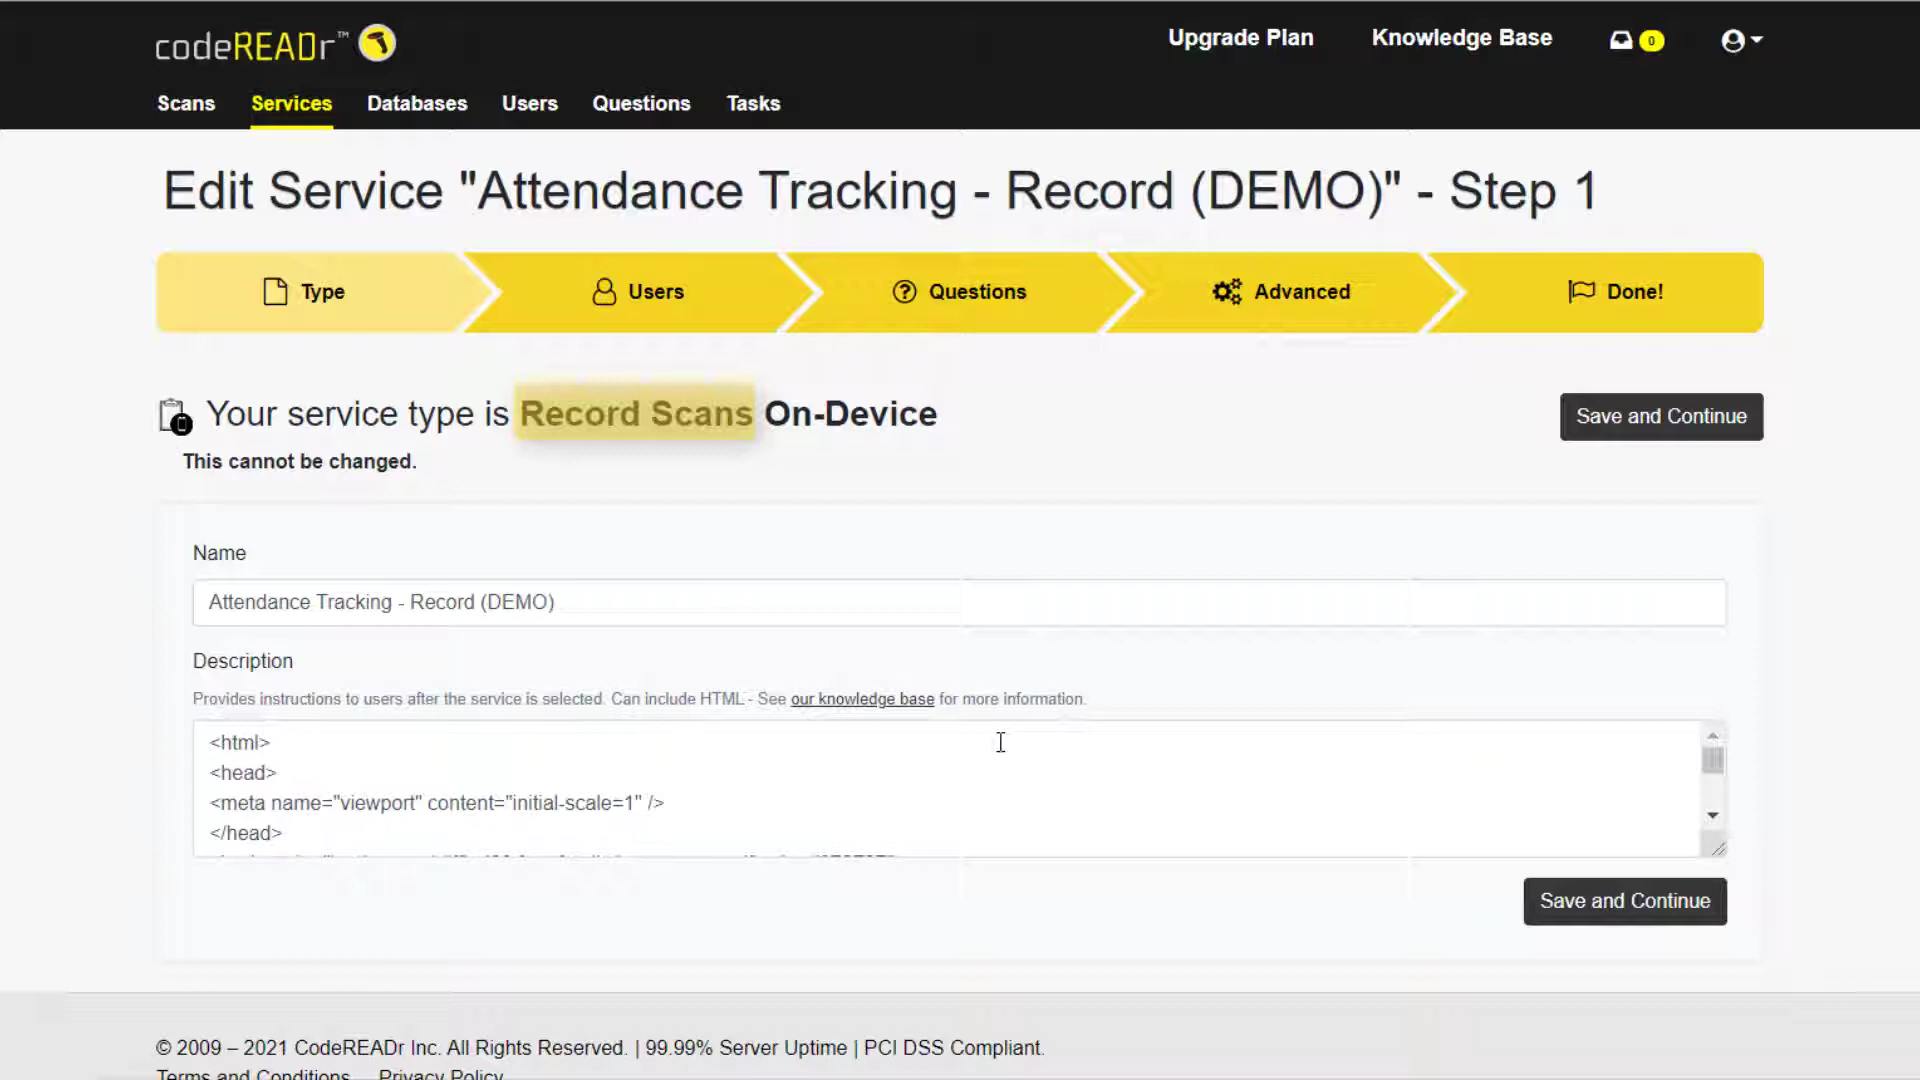 codeREADr™
Upgrade Plan
Knowledge Base
0
Scans
Services
Databases
Users
Questions
Tasks
Edit Service "Attendance Tracking - Record (DEMO)" - Step 1
Type
Users
Questions
Advanced
Done!
Your service type is Record Scans On-Device
Save and Continue
This cannot be changed.
Name
Attendance Tracking - Record (DEMO)
Description
Provides instructions to users after the service is selected. Can include HTML - See our knowledge base for more information.
<html>
<head>
<meta name="viewport" content="initial-scale=1" />
</head>
Save and Continue
© 2009 – 2021 CodeREADr Inc. All Rights Reserved. | 99.99% Server Uptime | PCI DSS Compliant.
Terms and Conditions
Privacy Policy